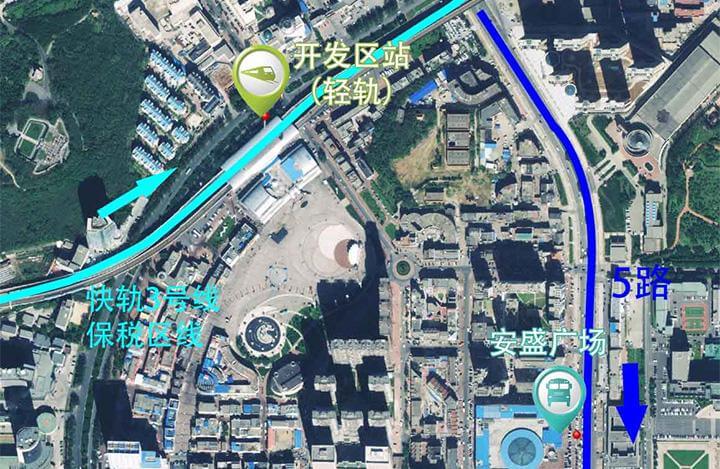 开发区站
（轻轨）
快轨3号线
保税区线
5路
安盛广场